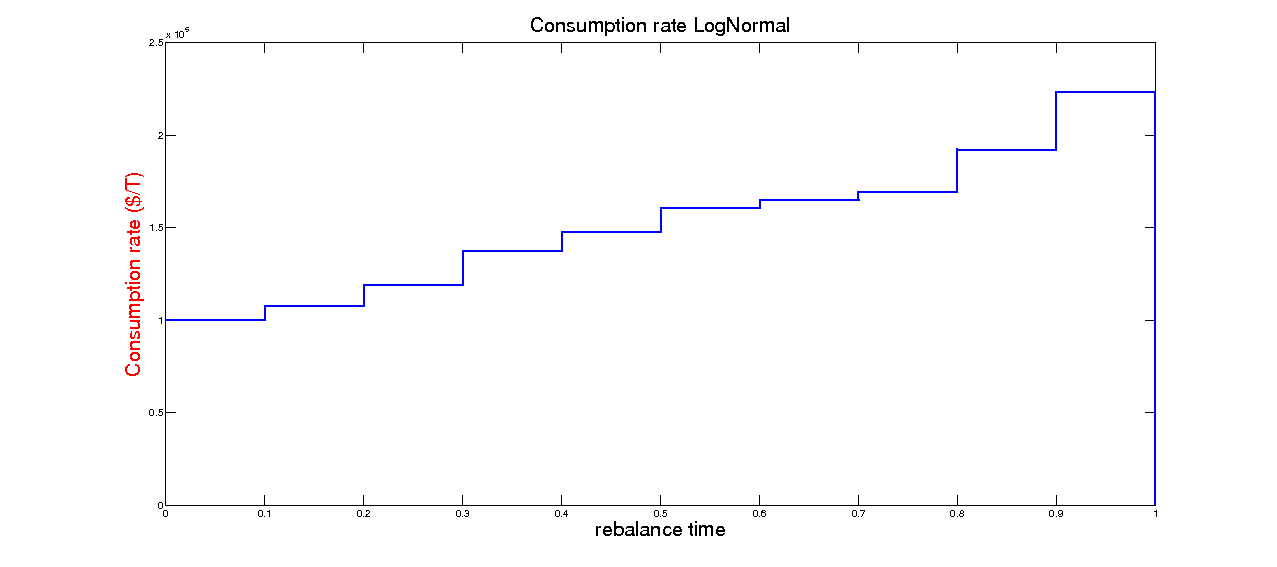 Consumption rate LogNormal
x 10^5
2.5
2
1.5
1
0.5
0
Consumption rate ($/T)
0 0.1 0.2 0.3 0.4 0.5 0.6 0.7 0.8 0.9 1
rebalance time